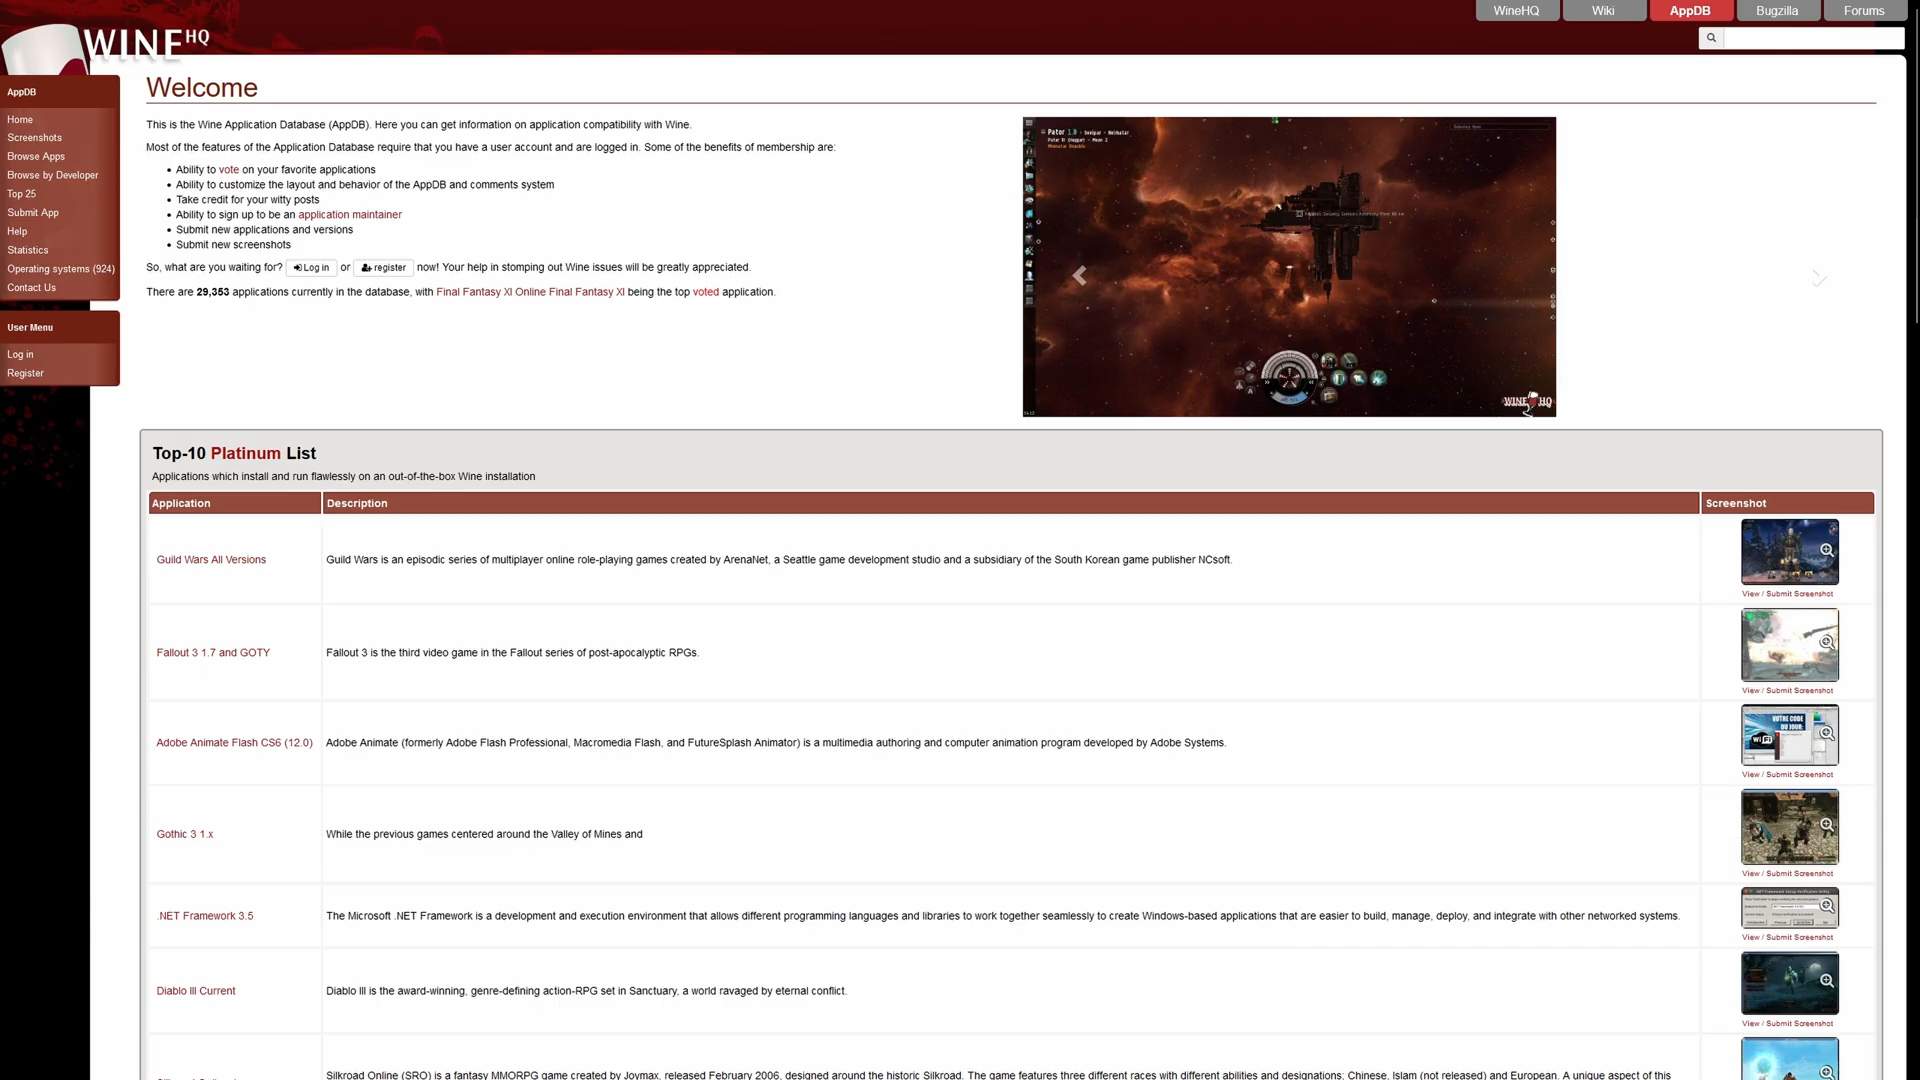 WineHQ
Wiki
AppDB
Bugzilla
Forums
WINE HQ
AppDB
Home
Screenshots
Browse Apps
Browse by Developer
Top 25
Submit App
Help
Statistics
Operating systems (924)
Contact Us
User Menu
Log in
Register
Welcome
This is the Wine Application Database (AppDB). Here you can get information on application compatibility with Wine.
Most of the features of the Application Database require that you have a user account and are logged in. Some of the benefits of membership are:
• Ability to vote on your favorite applications
• Ability to customize the layout and behavior of the AppDB and comments system
• Take credit for your witty posts
• Ability to sign up to be an application maintainer
• Submit new applications and versions
• Submit new screenshots
So, what are you waiting for? Log in or register now! Your help in stomping out Wine issues will be greatly appreciated.
There are 29,353 applications currently in the database, with Final Fantasy XI Online Final Fantasy XI being the top voted application.
WINE HQ
Top-10 Platinum List
Applications which install and run flawlessly on an out-of-the-box Wine installation
Application Description Screenshot
Guild Wars All Versions
Guild Wars is an episodic series of multiplayer online role-playing games created by ArenaNet, a Seattle game development studio and a subsidiary of the South Korean game publisher NCsoft.
View / Submit Screenshot
Fallout 3 1.7 and GOTY
Fallout 3 is the third video game in the Fallout series of post-apocalyptic RPGs.
View / Submit Screenshot
Adobe Animate Flash CS6 (12.0)
Adobe Animate (formerly Adobe Flash Professional, Macromedia Flash, and FutureSplash Animator) is a multimedia authoring and computer animation program developed by Adobe Systems.
VOTRE CODE
DU JOUR:
View / Submit Screenshot
Gothic 3 1.x
While the previous games centered around the Valley of Mines and
View / Submit Screenshot
.NET Framework 3.5
The Microsoft .NET Framework is a development and execution environment that allows different programming languages and libraries to work together seamlessly to create Windows-based applications that are easier to build, manage, deploy, and integrate with other networked systems.
View / Submit Screenshot
Diablo III Current
Diablo III is the award-winning, genre-defining action-RPG set in Sanctuary, a world ravaged by eternal conflict.
View / Submit Screenshot
Silkroad Online (SRO) is a fantasy MMORPG game created by Joymax, released February 2006, designed around the historic Silkroad. The game features three different races with different abilities and designations: Chinese, Islam (not released) and European. A unique aspect of this